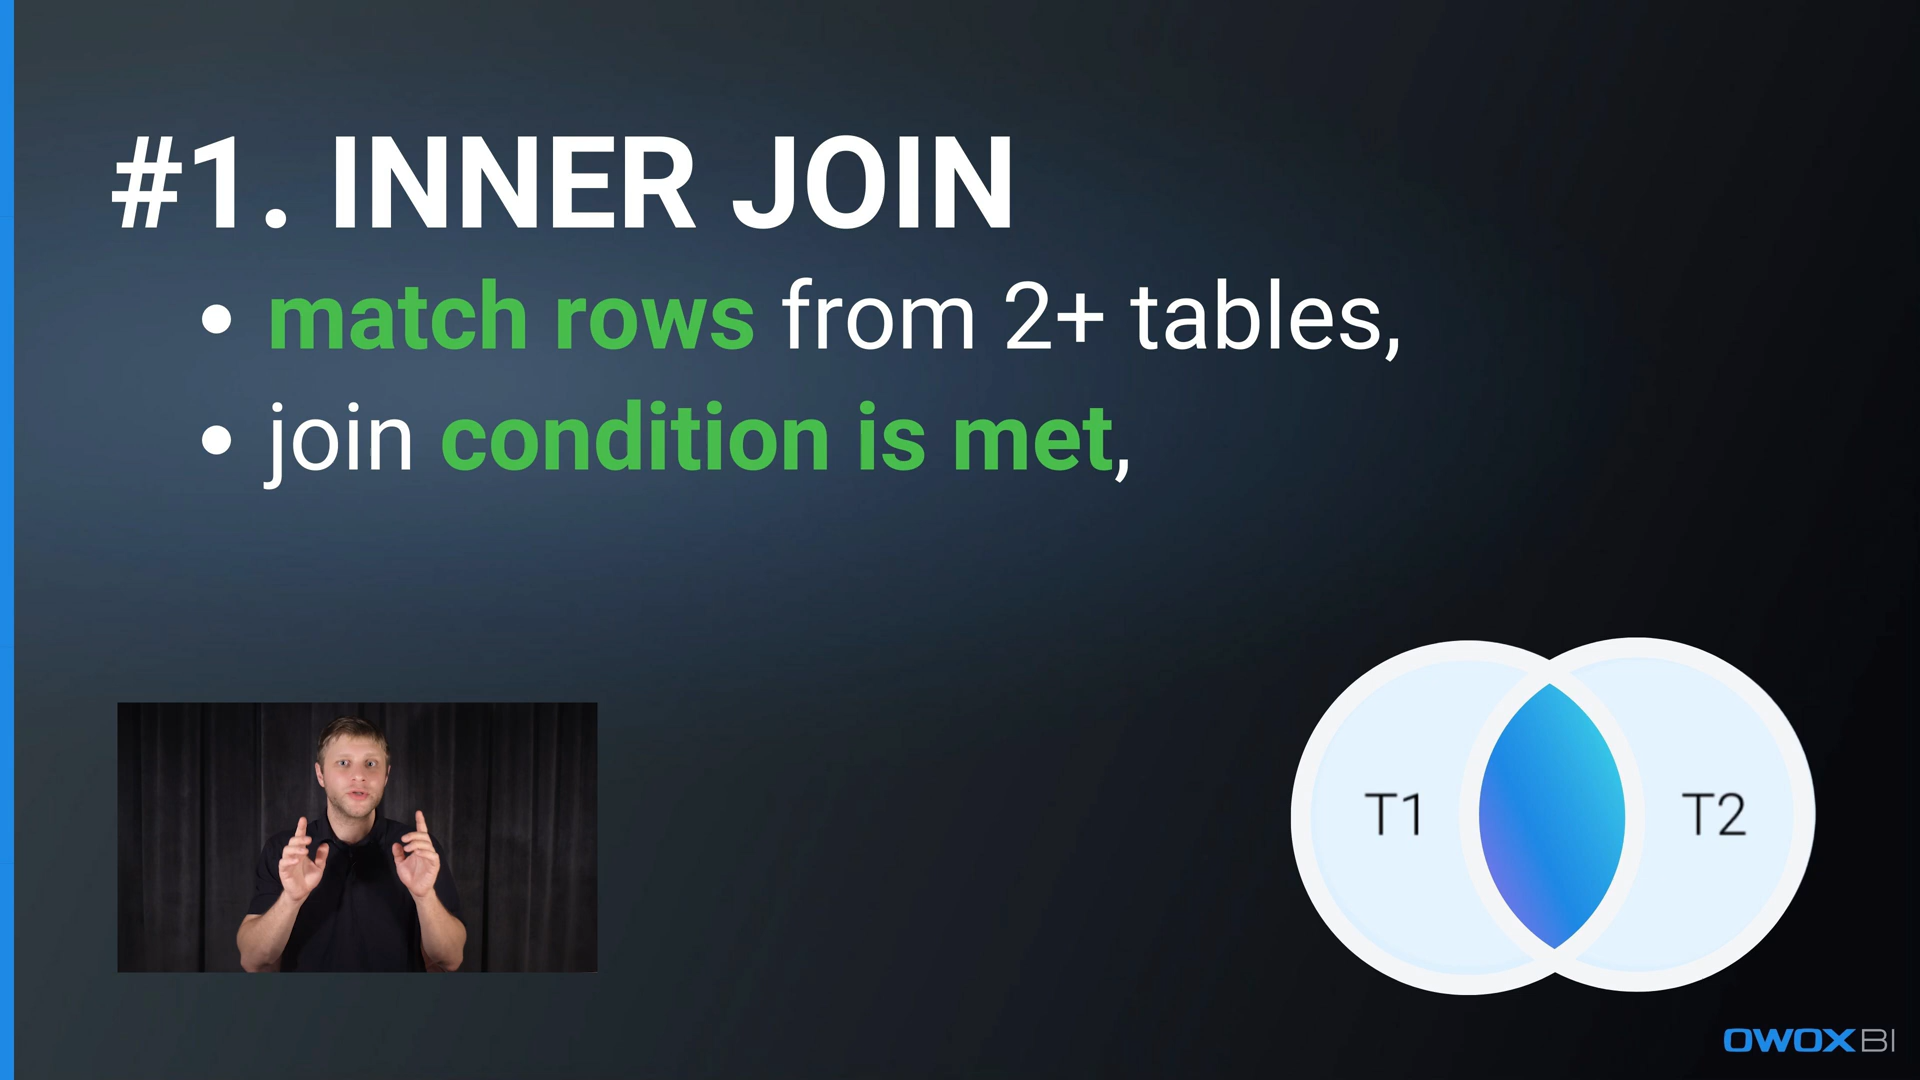 #1. INNER JOIN
• match rows from 2+ tables,
• join condition is met,
T1
T2
OWOX BI